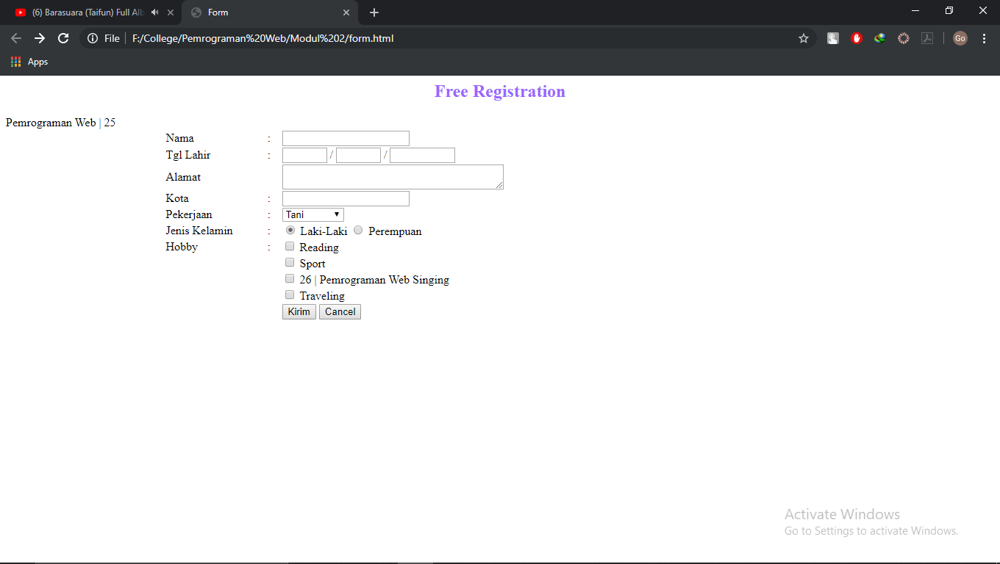 (6) Barasuara (Taifun) Full Alb
Form
File
F:/College/Pemrograman%20Web/Modul%202/form.html
Go
Apps
Free Registration
Pemrograman Web | 25
Nama :
Tgl Lahir : / /
Alamat
Kota :
Pekerjaan : Tani
Jenis Kelamin : Laki-Laki Perempuan
Hobby : Reading
Sport
26 | Pemrograman Web Singing
Traveling
Kirim Cancel
Activate Windows
Go to Settings to activate Windows.